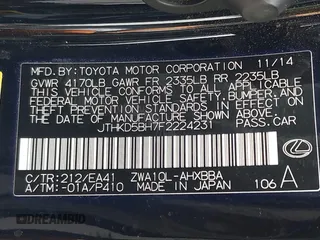 MFD.BY:TOYOTA MOTOR CORPORATION 11/14
GVWR 4170LB GAWR FR 2335LB RR 2235LB
THIS VEHICLE CONFORMS TO ALL APPLICABLE
FEDERAL MOTOR VEHICLE SAFETY, BUMPER, AND
THEFT PREVENTION STANDARDS IN EFFECT ON THE
DATE OF MANUFACTURE SHOWN ABOVE.
JTHKD5BH7F2224231 PASS.CAR
C/TR:212/EA41 ZWA10L-AHXBBA
A/TM:-01A/P410 MADE IN JAPAN 106 A
DREAMBID